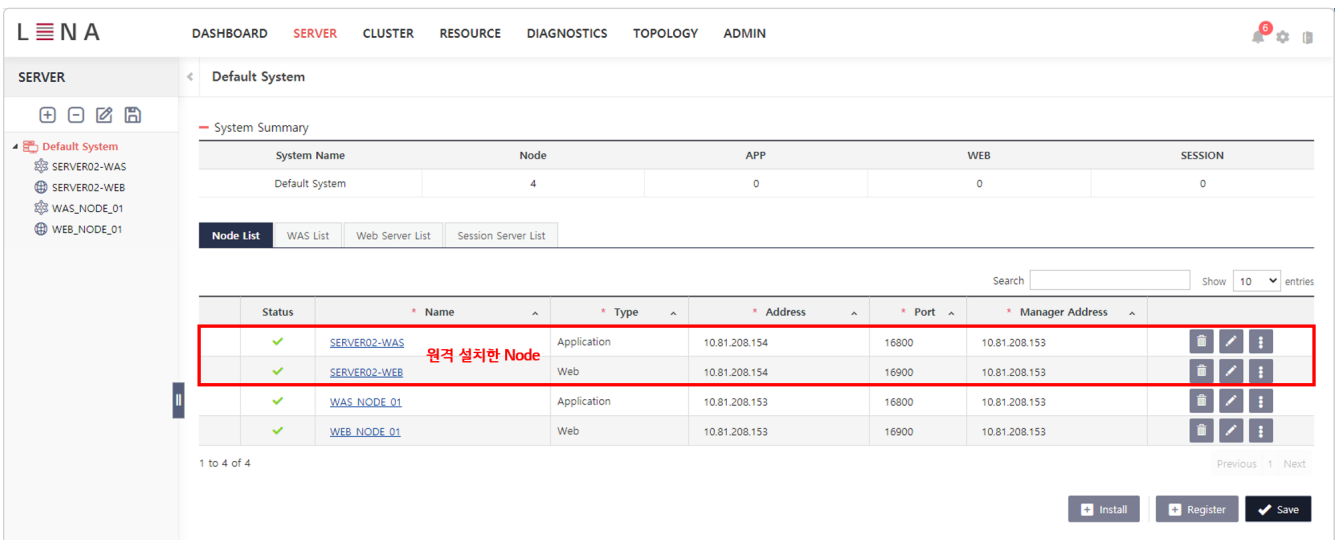 LENA
DASHBOARD SERVER CLUSTER RESOURCE DIAGNOSTICS TOPOLOGY ADMIN
6
SERVER
Default System
System Summary
System Name Node APP WEB SESSION
Default System 4 0 0 0
Default System
SERVER02-WAS
SERVER02-WEB
WAS_NODE_01
WEB_NODE_01
Node List WAS List Web Server List Session Server List
Search Show 10 entries
Status * Name * Type * Address * Port * Manager Address
SERVER02-WAS Application 10.81.208.154 16800 10.81.208.153
원격 설치한 Node
SERVER02-WEB Web 10.81.208.154 16900 10.81.208.153
WAS_NODE_01 Application 10.81.208.153 16800 10.81.208.153
WEB_NODE_01 Web 10.81.208.153 16900 10.81.208.153
1 to 4 of 4
Previous 1 Next
Install Register Save